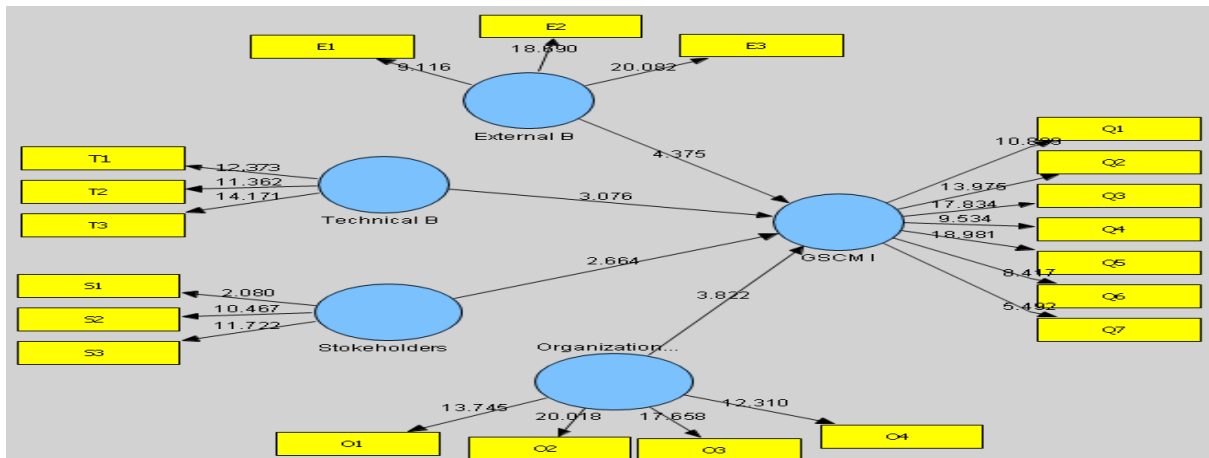 E2
E1
E3
18.690
9.116
20.082
External B
4.375
T1
T2
T3
12.373
11.362
14.171
Technical B
3.076
S1
S2
S3
2.080
10.467
11.722
Stokeholders
2.664
Organization...
3.822
13.745
20.018
17.658
12.310
O1
O2
O3
O4
GSCM I
13.975
17.834
9.534
18.981
8.417
5.492
Q1
Q2
Q3
Q4
Q5
Q6
Q7